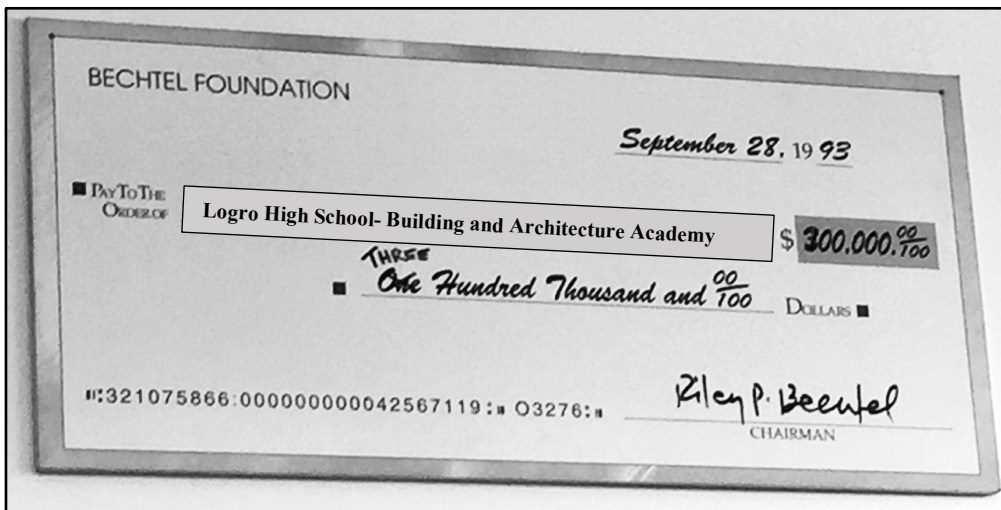 BECHTEL FOUNDATION
September 28, 19 93
PAY TO THE ORDER OF Logro High School- Building and Architecture Academy $ 300,000.00/100
THREE
One Hundred Thousand and 00/100 DOLLARS
⑈:321075866:000000000042567119:⑈ 03276:⑈ Riley P. Bechtel
CHAIRMAN